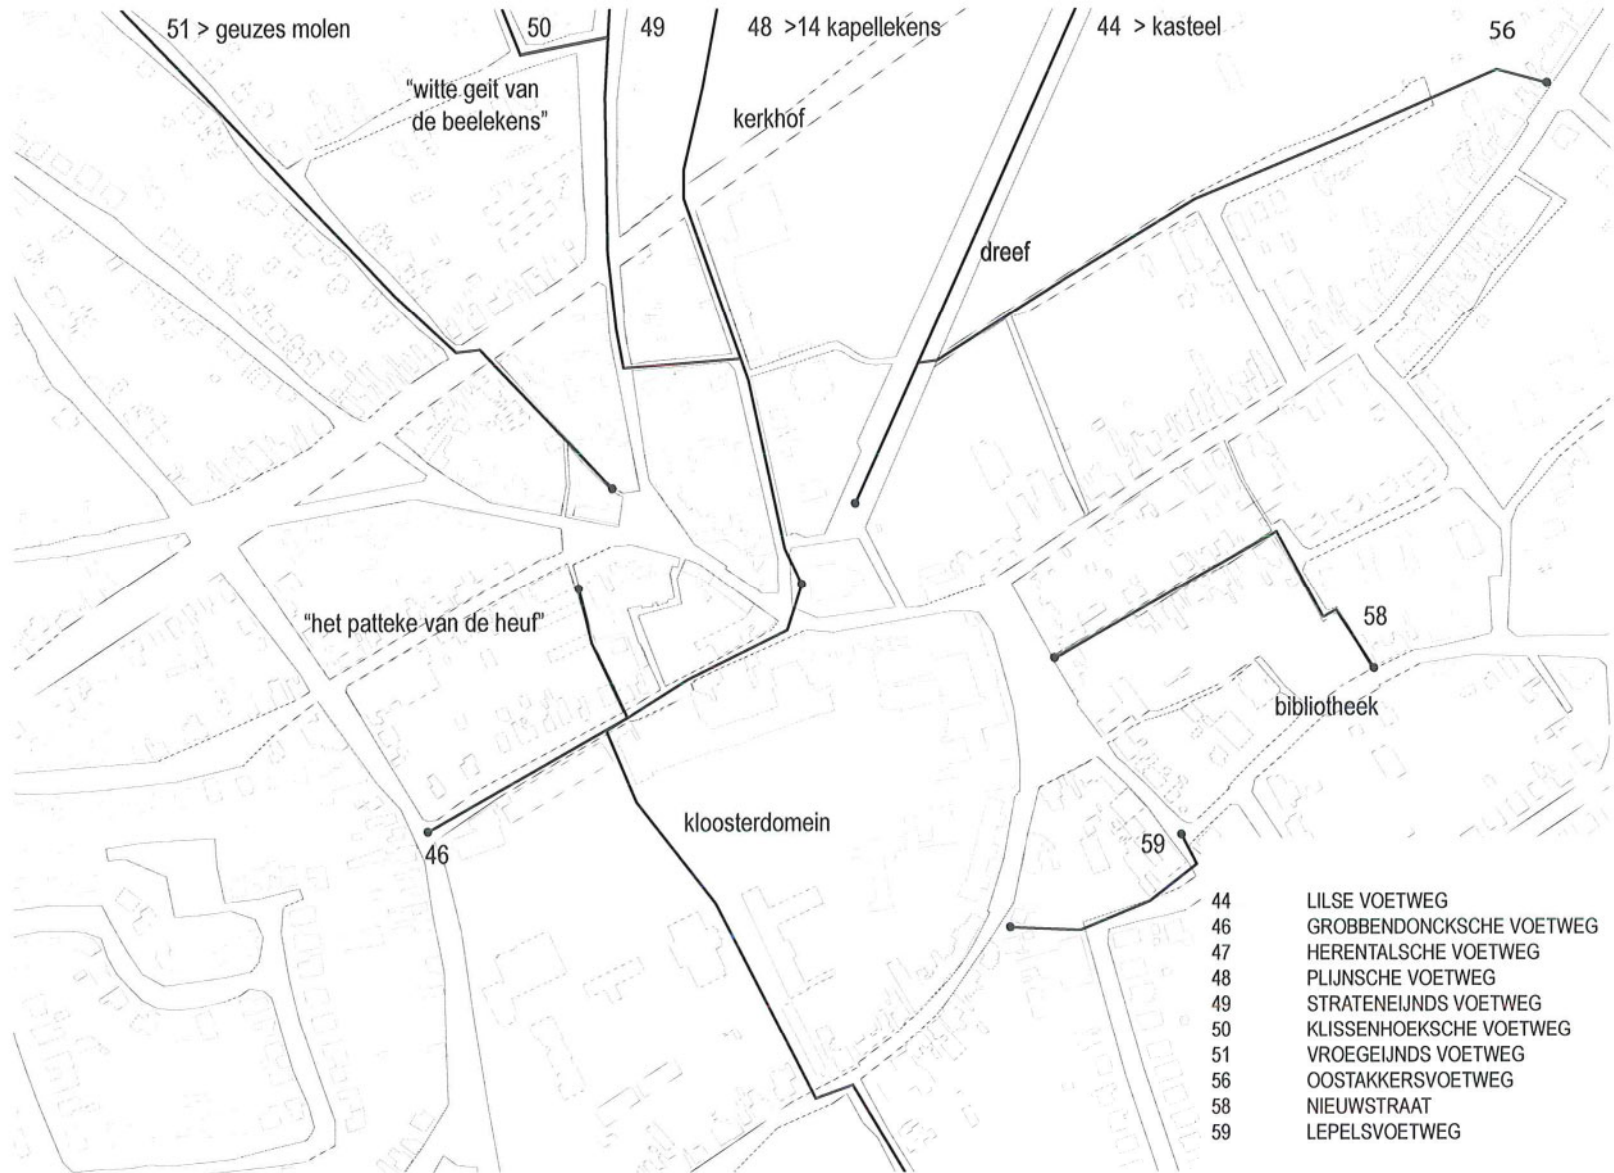 51 > geuzes molen
50
49
48 >14 kapellekens
44 > kasteel
56
"witte geit van
de beelekens"
kerkhof
dreef
"het patteke van de heuf"
58
bibliotheek
kloosterdomein
46
59
44 LILSE VOETWEG
46 GROBBENDONCKSCHE VOETWEG
47 HERENTALSCHE VOETWEG
48 PLIJNSCHE VOETWEG
49 STRATENEIJNDS VOETWEG
50 KLISSENHOEKSCHE VOETWEG
51 VROEGEIJNDS VOETWEG
56 OOSTAKKERSVOETWEG
58 NIEUWSTRAAT
59 LEPELSVOETWEG